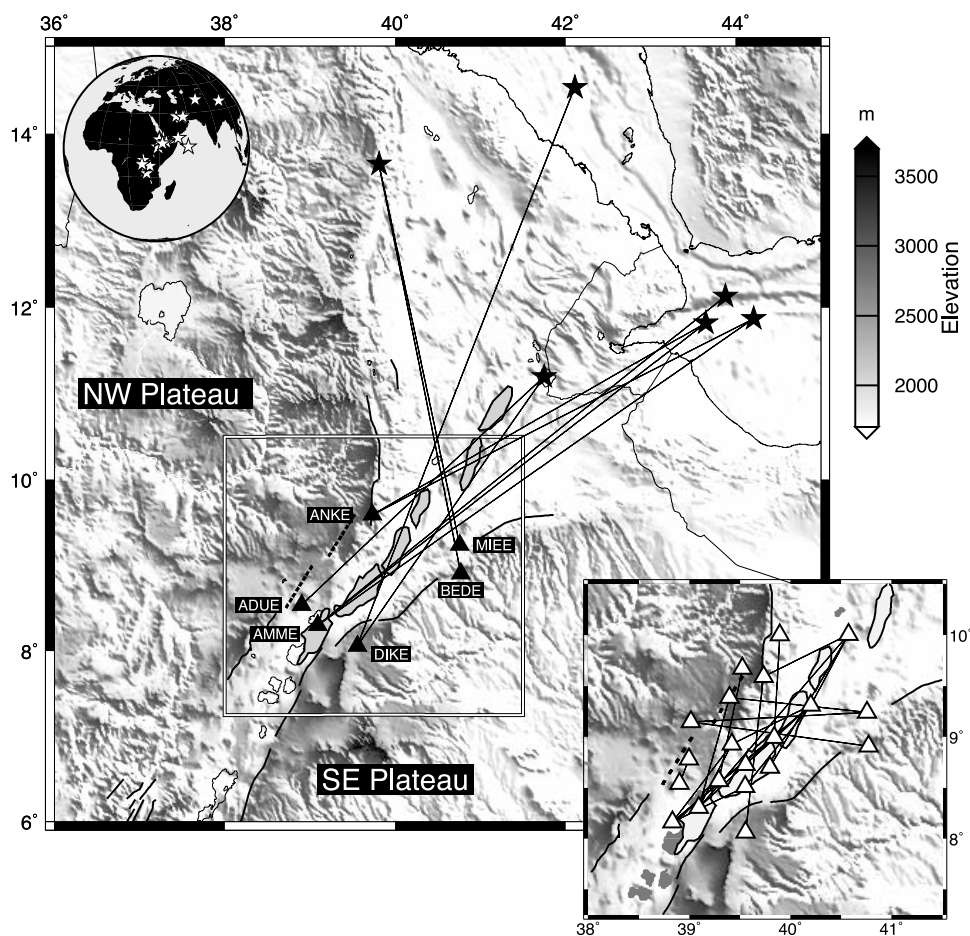 36° 38° 40° 42° 44°
14°
12°
10°
8°
6°
m
3500
3000
2500
2000
Elevation
NW Plateau
ANKE
MIEE
BEDE
ADUE
AMME
DIKE
SE Plateau
10°
9°
8°
38° 39° 40° 41°